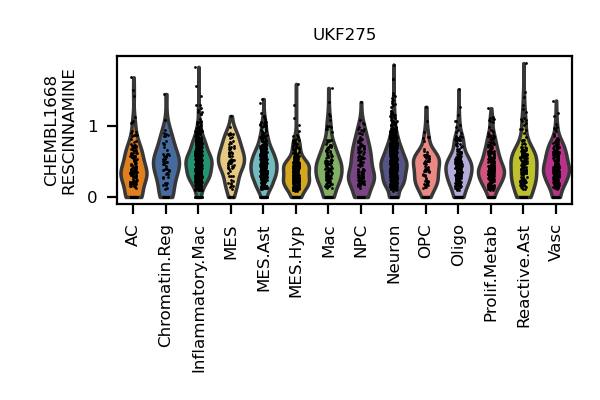 UKF275
CHEMBL1668
RESCINNAMINE
1
0
AC
Chromatin.Reg
Inflammatory.Mac
MES
MES.Ast
MES.Hyp
Mac
NPC
Neuron
OPC
Oligo
Prolif.Metab
Reactive.Ast
Vasc